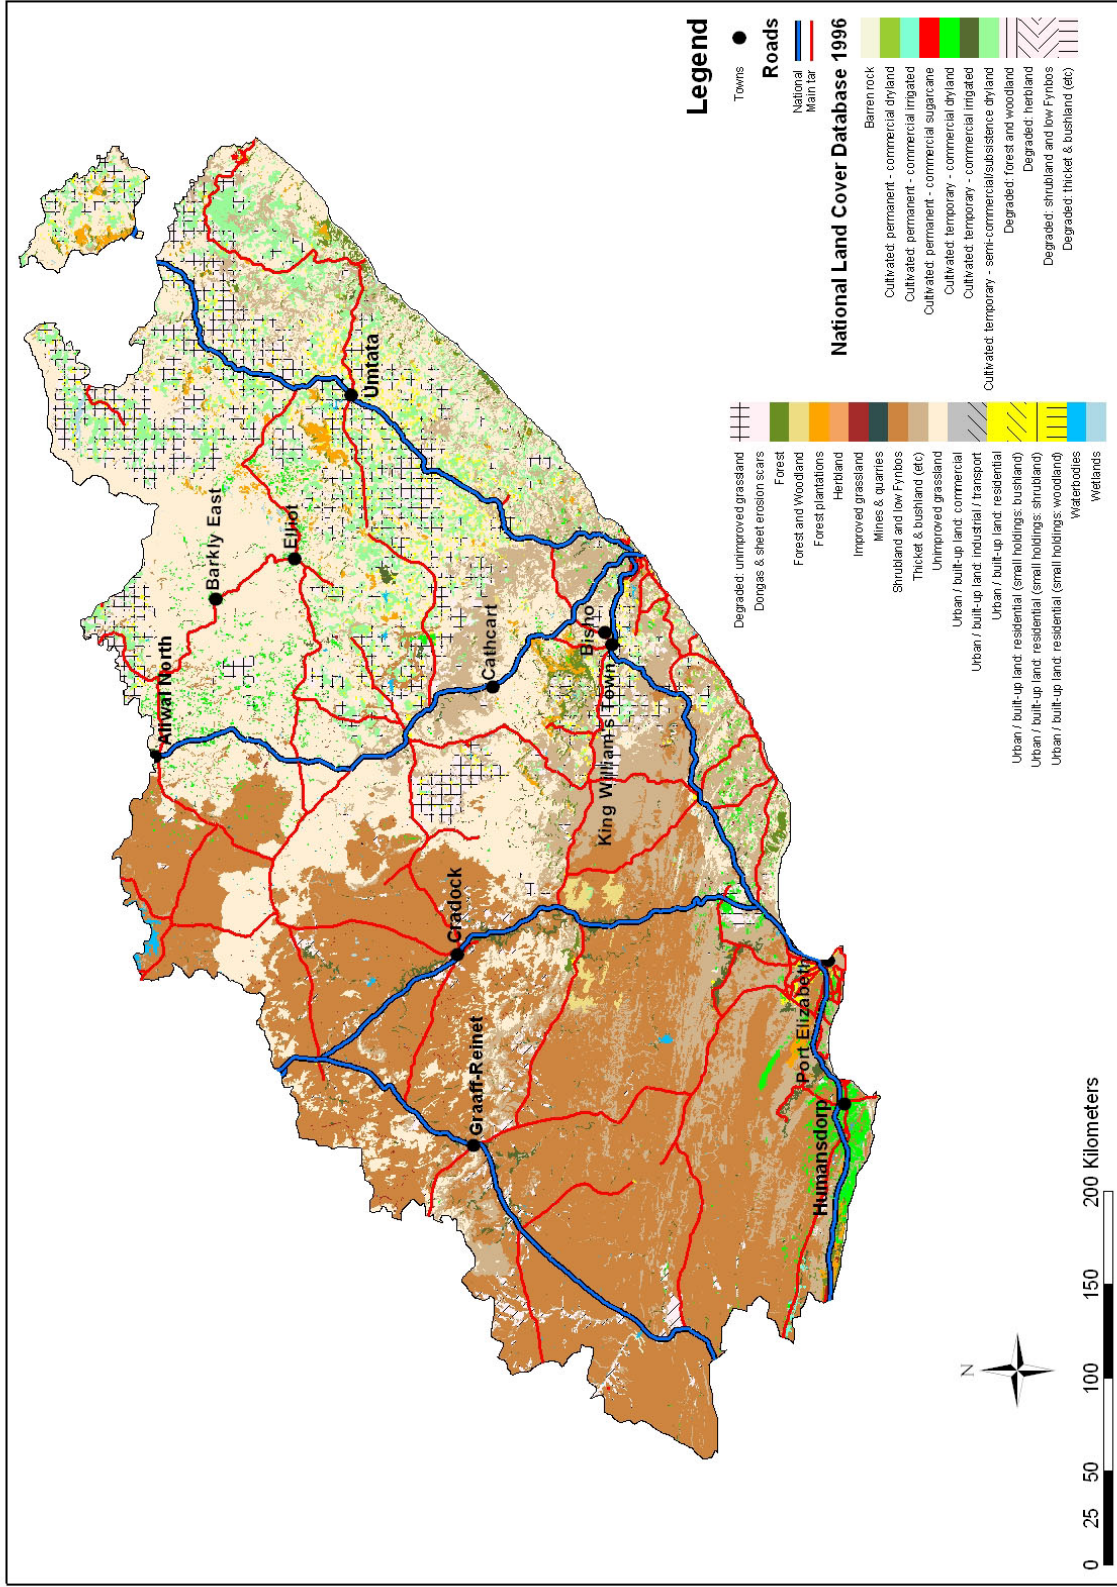 Legend
Towns
Roads
National
Main tar
National Land Cover Database 1996
Barren rock
Cultivated: permanent - commercial dryland
Cultivated: permanent - commercial irrigated
Cultivated: permanent - commercial sugarcane
Cultivated: temporary - commercial dryland
Cultivated: temporary - commercial irrigated
Cultivated: temporary - semi-commercial/subsistence dryland
Degraded: forest and woodland
Degraded: herbland
Degraded: shrubland and low Fynbos
Degraded: thicket & bushland (etc)
Degraded: unimproved grassland
Dongas & sheet erosion scars
Forest
Forest and Woodland
Forest plantations
Herbland
Improved grassland
Mines & quarries
Shrubland and low Fynbos
Thicket & bushland (etc)
Unimproved grassland
Urban / built-up land: commercial
Urban / built-up land: industrial / transport
Urban / built-up land: residential
Urban / built-up land: residential (small holdings: bushland)
Urban / built-up land: residential (small holdings: shrubland)
Urban / built-up land: residential (small holdings: woodland)
Waterbodies
Wetlands
Aliwal North
Barkly East
Elliot
Umtata
Cradock
Graaff-Reinet
Cathcart
Bisho
King William's Town
Port Elizabeth
Humansdorp
N
0 25 50 100 150 200 Kilometers